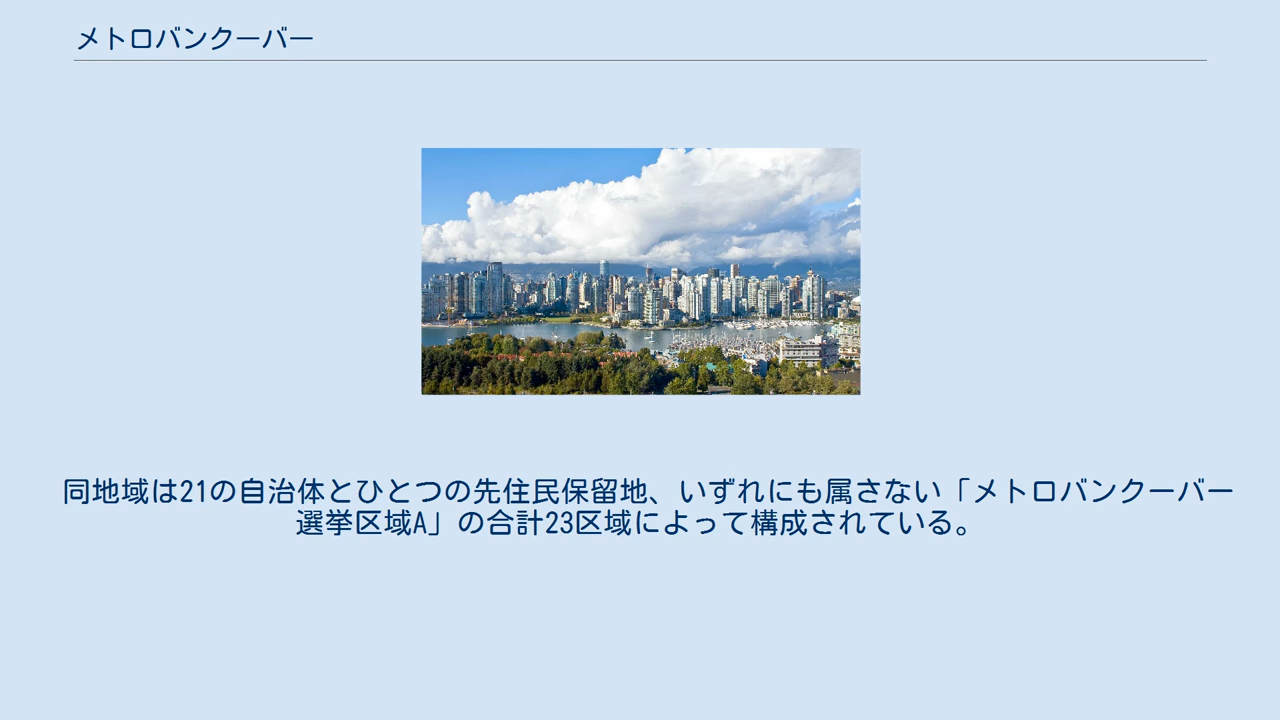 メトロバンクーバー
同地域は21の自治体とひとつの先住民保留地、いずれにも属さない「メトロバンクーバー
選挙区域A」の合計23区域によって構成されている。